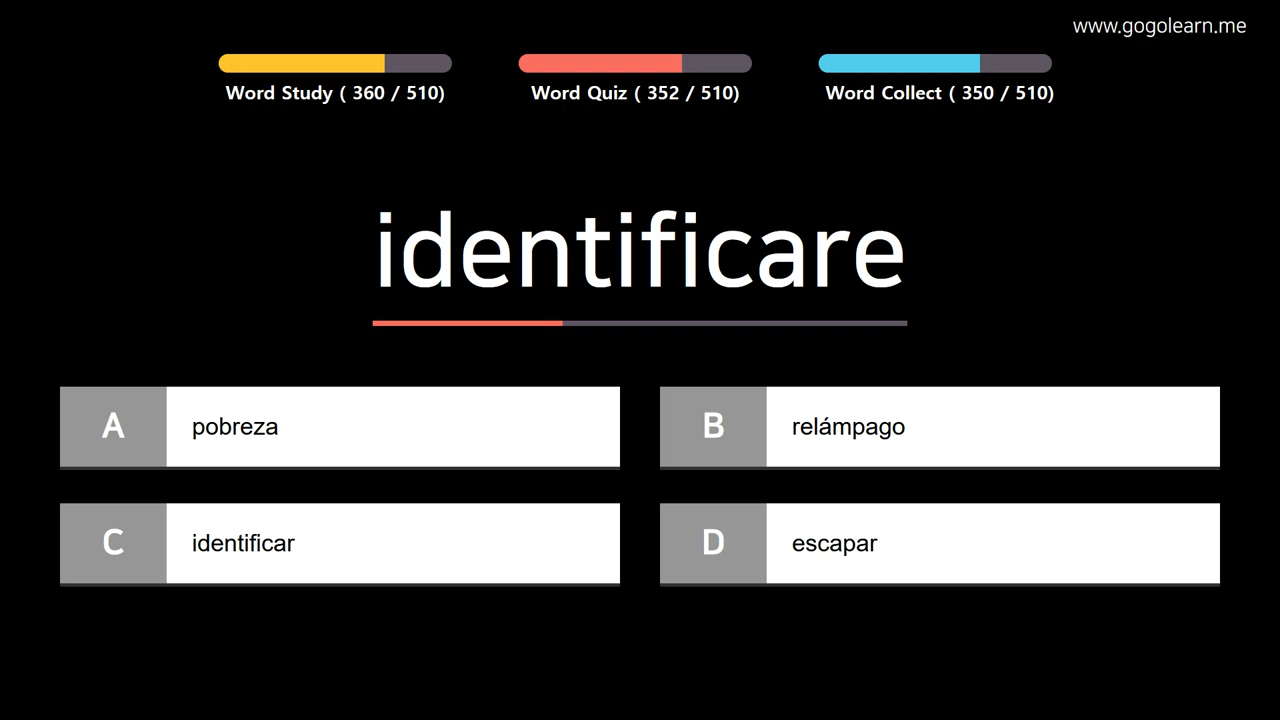 www.gogolearn.me
Word Study ( 360 / 510)
Word Quiz ( 352 / 510)
Word Collect ( 350 / 510)
identificare
A pobreza
B relámpago
C identificar
D escapar